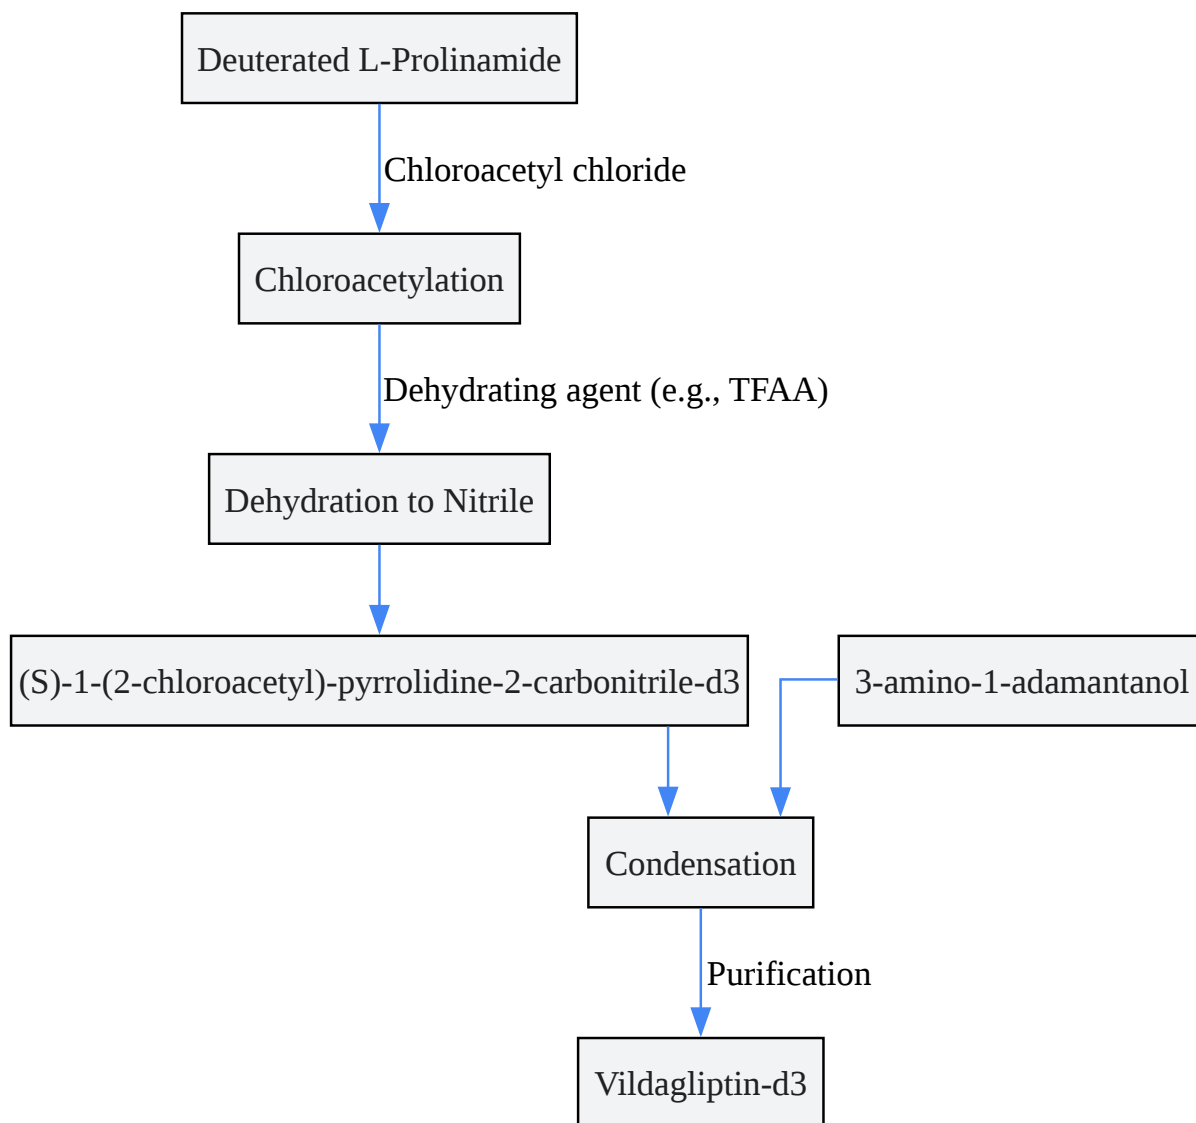 Deuterated L-Prolinamide
Chloroacetyl chloride
Chloroacetylation
Dehydrating agent (e.g., TFAA)
Dehydration to Nitrile
(S)-1-(2-chloroacetyl)-pyrrolidine-2-carbonitrile-d3
3-amino-1-adamantanol
Condensation
Purification
Vildagliptin-d3